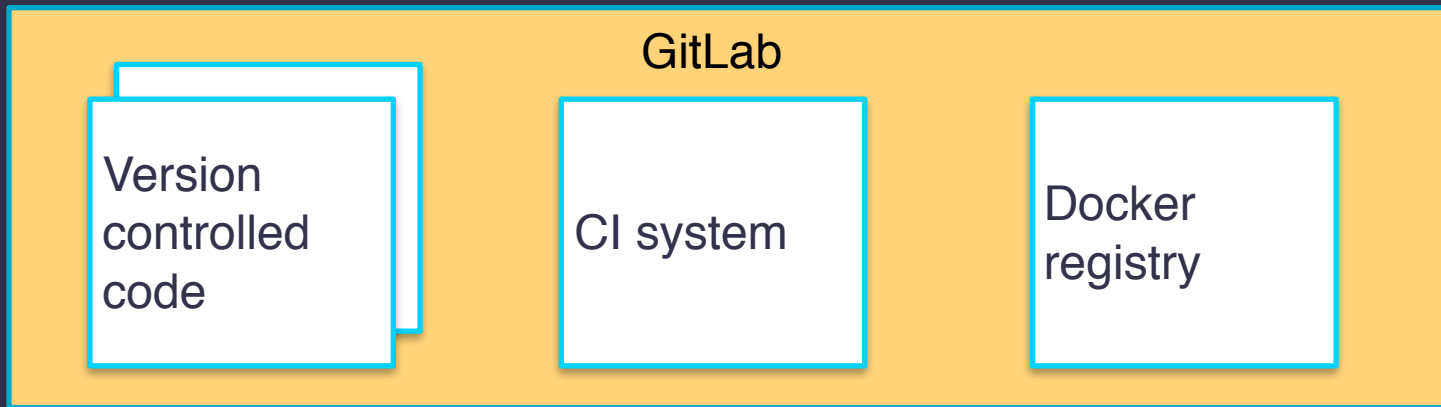 GitLab
Version
controlled
code
CI system
Docker
registry